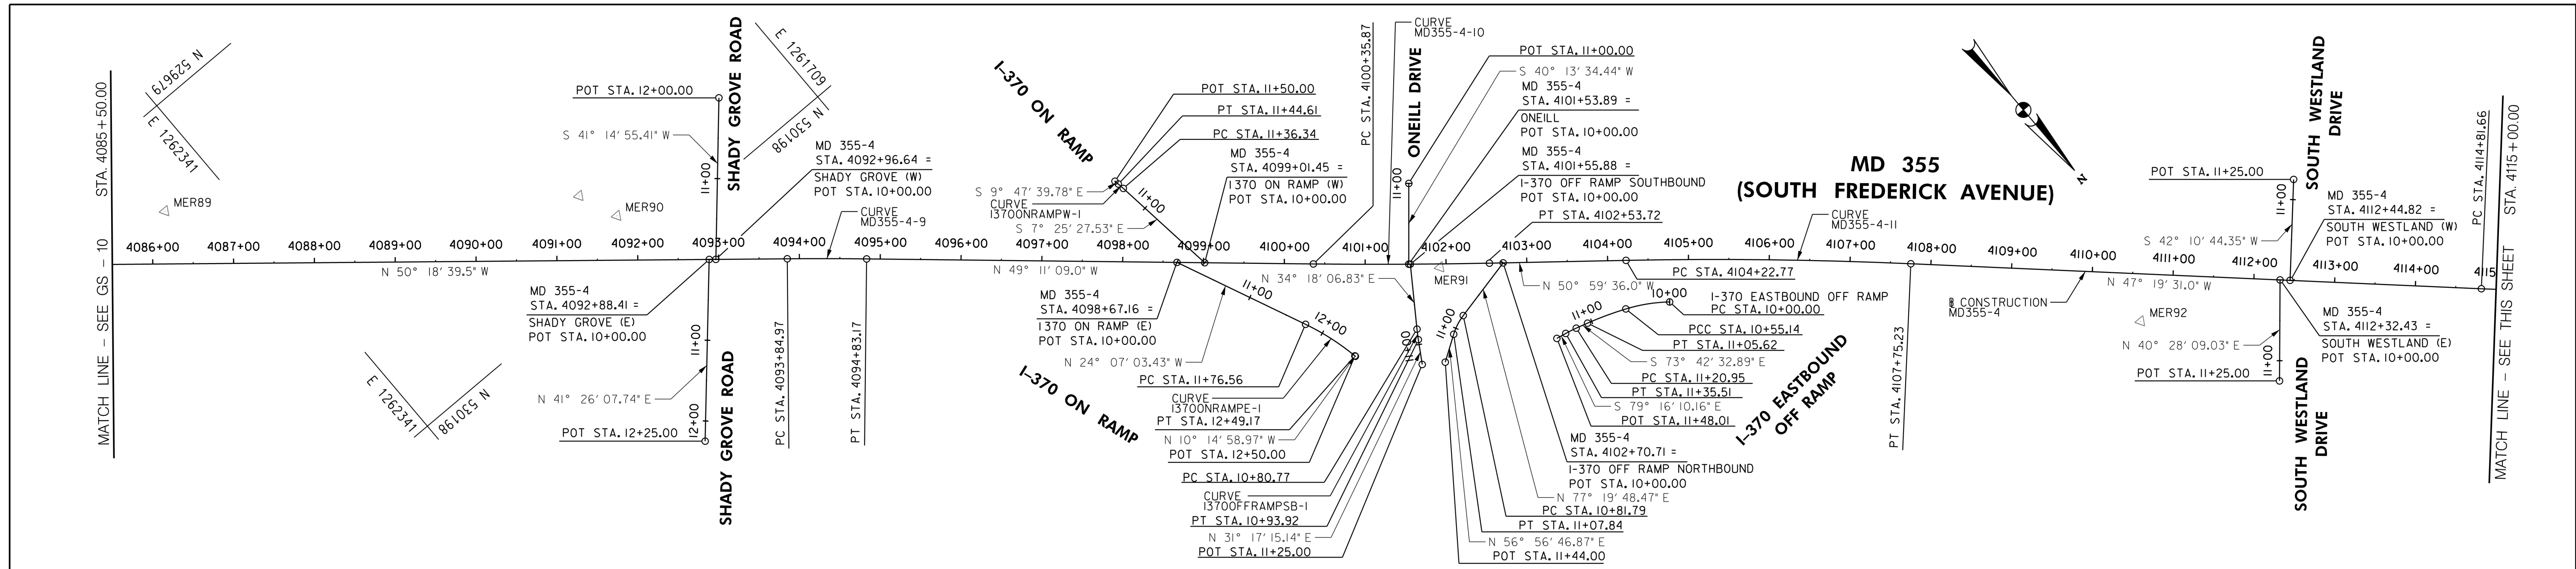 MATCH LINE - SEE GS - 10 STA. 4085+50.00
N 529679
E 1262341
MER89
4086+00 4087+00 4088+00 4089+00 4090+00 4091+00 4092+00 4093+00 4094+00 4095+00 4096+00 4097+00 4098+00 4099+00 4100+00 4101+00 4102+00 4103+00 4104+00 4105+00 4106+00 4107+00 4108+00 4109+00 4110+00 4111+00 4112+00 4113+00 4114+00 4115
N 50° 18' 39.5" W
E 1262341
N 530198
POT STA. 12+00.00
S 41° 14' 55.41" W
11+00
MER90
SHADY GROVE ROAD
E 1261709
N 530198
MD 355-4
STA. 4092+96.64 =
SHADY GROVE (W)
POT STA. 10+00.00
CURVE
MD355-4-9
MD 355-4
STA. 4092+88.41 =
SHADY GROVE (E)
POT STA. 10+00.00
N 41° 26' 07.74" E
POT STA. 12+25.00
11+00
12+00
SHADY GROVE ROAD
PC STA. 4093+84.97
PT STA. 4094+83.17
N 49° 11' 09.0" W
I-370 ON RAMP
POT STA. 11+50.00
PT STA. 11+44.61
PC STA. 11+36.34
S 9° 47' 39.78" E
CURVE
I370ONRAMPW-1
S 7° 25' 27.53" E
11+00
MD 355-4
STA. 4099+01.45 =
I370 ON RAMP (W)
POT STA. 10+00.00
MD 355-4
STA. 4098+67.16 =
I370 ON RAMP (E)
POT STA. 10+00.00
11+00
12+00
N 24° 07' 03.43" W
I-370 ON RAMP
PC STA. 11+76.56
CURVE
I370ONRAMPE-1
PT STA. 12+49.17
N 10° 14' 58.97" W
POT STA. 12+50.00
PC STA. 10+80.77
CURVE
I370OFFRAMPSB-1
PT STA. 10+93.92
N 31° 17' 15.14" E
POT STA. 11+25.00
PC STA. 4100+35.87
CURVE
MD355-4-10
ONEILL DRIVE
11+00
POT STA. 11+00.00
S 40° 13' 34.44" W
MD 355-4
STA. 4101+53.89 =
ONEILL
POT STA. 10+00.00
MD 355-4
STA. 4101+55.88 =
I-370 OFF RAMP SOUTHBOUND
POT STA. 10+00.00
PT STA. 4102+53.72
N 34° 18' 06.83" E
MER91
11+00
11+00
N 50° 59' 36.0" W
PC STA. 4104+22.77
10+00
11+00
I-370 EASTBOUND OFF RAMP
PC STA. 10+00.00
PCC STA. 10+55.14
PT STA. 11+05.62
S 73° 42' 32.89" E
PC STA. 11+20.95
PT STA. 11+35.51
S 79° 16' 10.16" E
POT STA. 11+48.01
I-370 EASTBOUND
OFF RAMP
MD 355-4
STA. 4102+70.71 =
I-370 OFF RAMP NORTHBOUND
POT STA. 10+00.00
N 77° 19' 48.47" E
PC STA. 10+81.79
PT STA. 11+07.84
N 56° 56' 46.87" E
POT STA. 11+44.00
MD 355
(SOUTH FREDERICK AVENUE)
CURVE
MD355-4-11
N
PT STA. 4107+75.23
℄ CONSTRUCTION
MD355-4
N 47° 19' 31.0" W
POT STA. 11+25.00
S 42° 10' 44.35" W
11+00
SOUTH WESTLAND
DRIVE
MD 355-4
STA. 4112+44.82 =
SOUTH WESTLAND (W)
POT STA. 10+00.00
MER92
N 40° 28' 09.03" E
POT STA. 11+25.00
11+00
MD 355-4
STA. 4112+32.43 =
SOUTH WESTLAND (E)
POT STA. 10+00.00
SOUTH WESTLAND
DRIVE
PC STA. 4114+81.66
MATCH LINE - SEE THIS SHEET STA. 4115+00.00